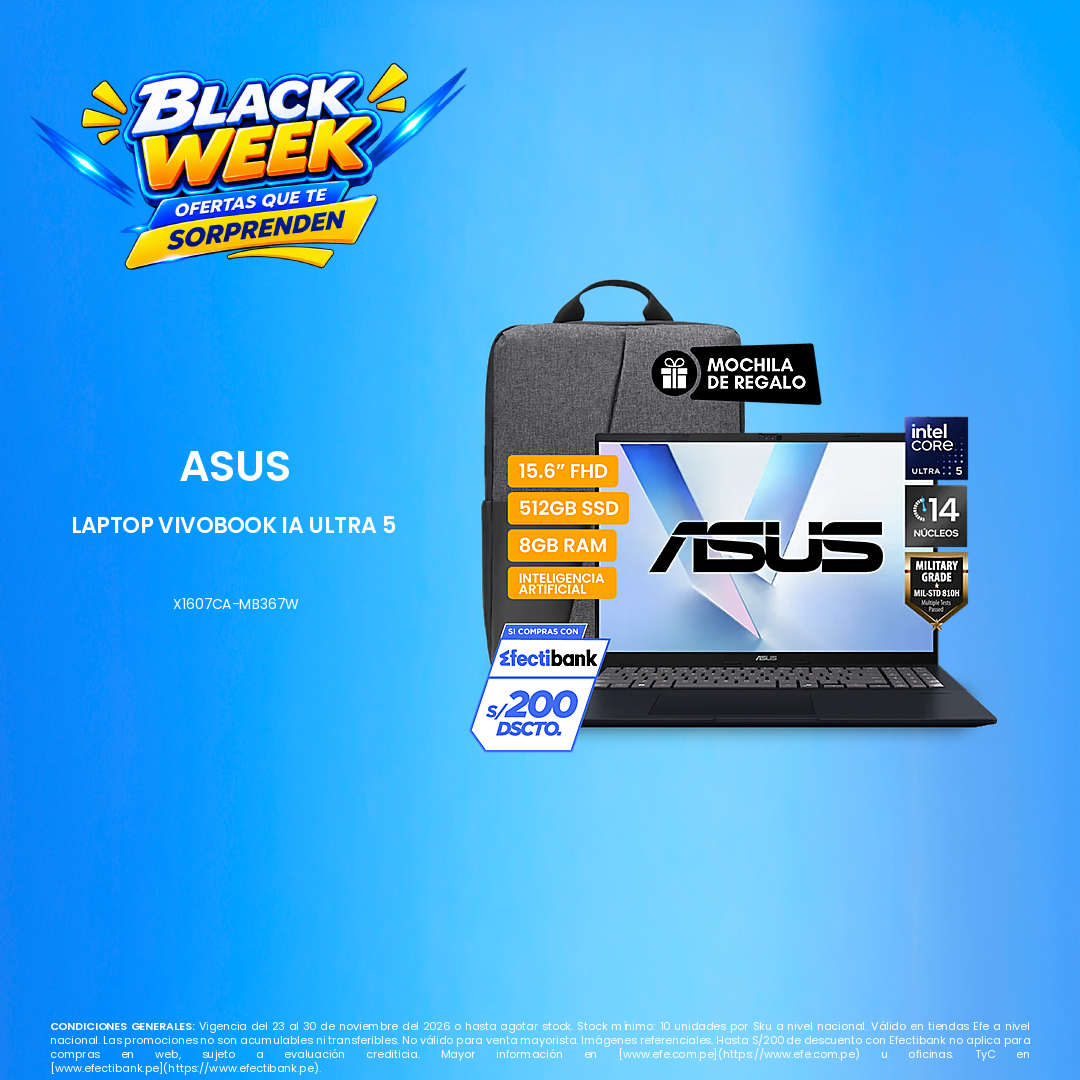 BLACK
WEEK
OFERTAS QUE TE
SORPRENDEN
MOCHILA
DE REGALO
ASUS
LAPTOP VIVOBOOK IA ULTRA 5
X1607CA-MB367W
15.6” FHD
512GB SSD
8GB RAM
INTELIGENCIA
ARTIFICIAL
ASUS
ASUS
intel
CORE
ULTRA 5
14
NÚCLEOS
MILITARY
GRADE
MIL-STD 810H
Multiple Tests
Passed
SI COMPRAS CON
Efectibank
S/200
DSCTO.
CONDICIONES GENERALES: Vigencia del 23 al 30 de noviembre del 2026 o hasta agotar stock. Stock mínimo: 10 unidades por Sku a nivel nacional. Válido en tiendas Efe a nivel
nacional. Las promociones no son acumulables ni transferibles. No válido para venta mayorista. Imágenes referenciales. Hasta S/200 de descuento con Efectibank no aplica para
compras en web, sujeto a evaluación crediticia. Mayor información en [www.efe.com.pe](https://www.efe.com.pe) u oficinas. TyC en
[www.efectibank.pe](https://www.efectibank.pe).